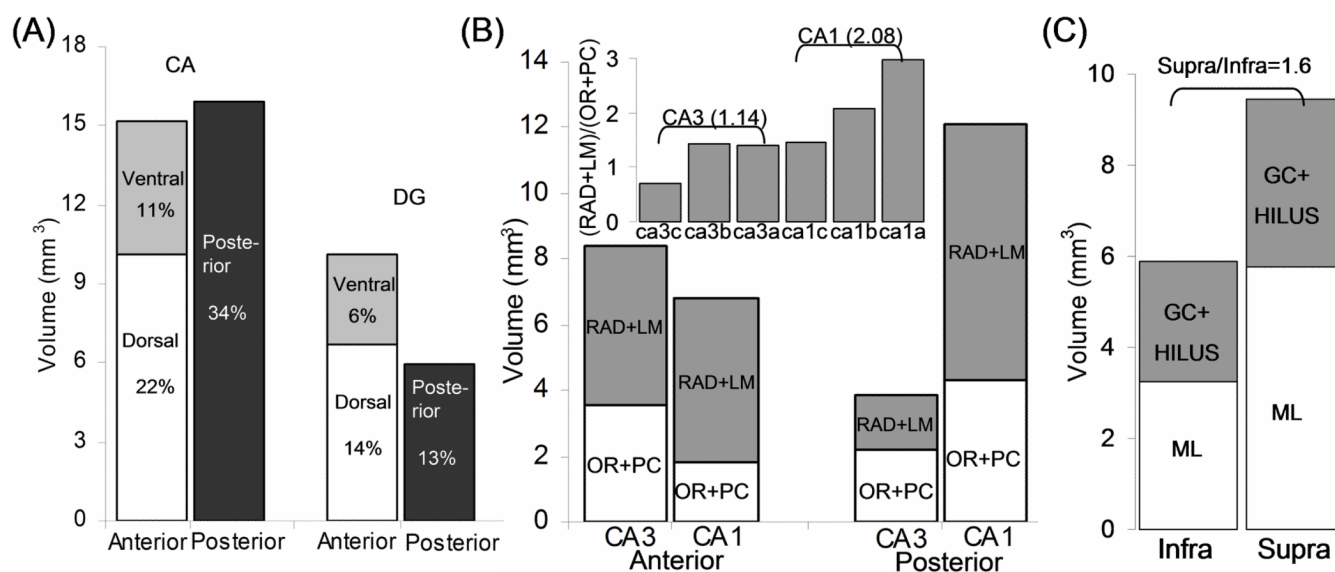 (A)
18
15
12
9
6
3
0
Volume (mm³)
CA
Ventral
11%
Dorsal
22%
Poste-
rior
34%
DG
Ventral
6%
Dorsal
14%
Poste-
rior
13%
Anterior Posterior
Anterior Posterior
(B)
14
12
10
8
6
4
2
0
Volume (mm³)
(RAD+LM)/(OR+PC)
3
2
1
0
CA3 (1.14)
CA1 (2.08)
ca3c ca3b ca3a ca1c ca1b ca1a
RAD+LM
OR+PC
RAD+LM
OR+PC
RAD+LM
OR+PC
RAD+LM
OR+PC
CA3 CA1 CA3 CA1
Anterior Posterior
(C)
10
8
6
4
2
0
Volume (mm³)
Supra/Infra=1.6
GC+
HILUS
ML
GC+
HILUS
ML
Infra Supra